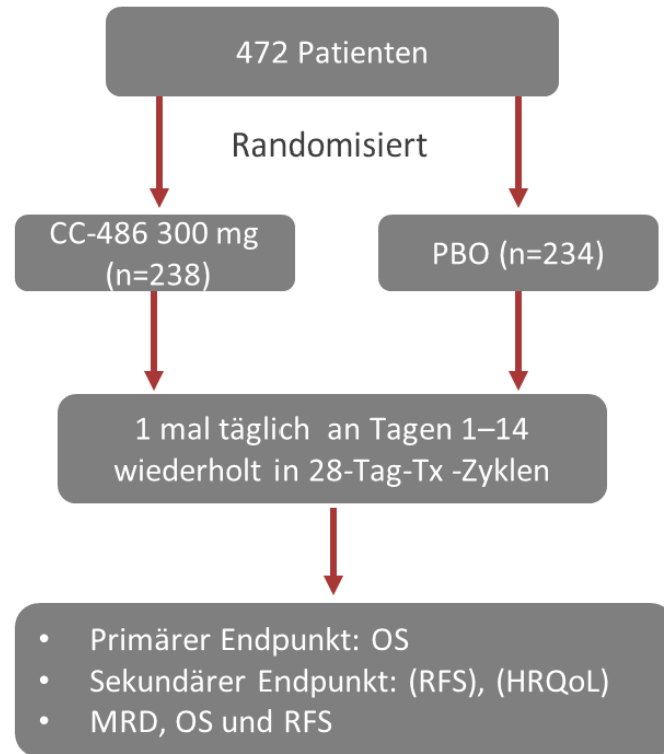 472 Patienten
Randomisiert
CC-486 300 mg
(n=238)
PBO (n=234)
1 mal täglich an Tagen 1–14
wiederholt in 28-Tag-Tx -Zyklen
• Primärer Endpunkt: OS
• Sekundärer Endpunkt: (RFS), (HRQoL)
• MRD, OS und RFS